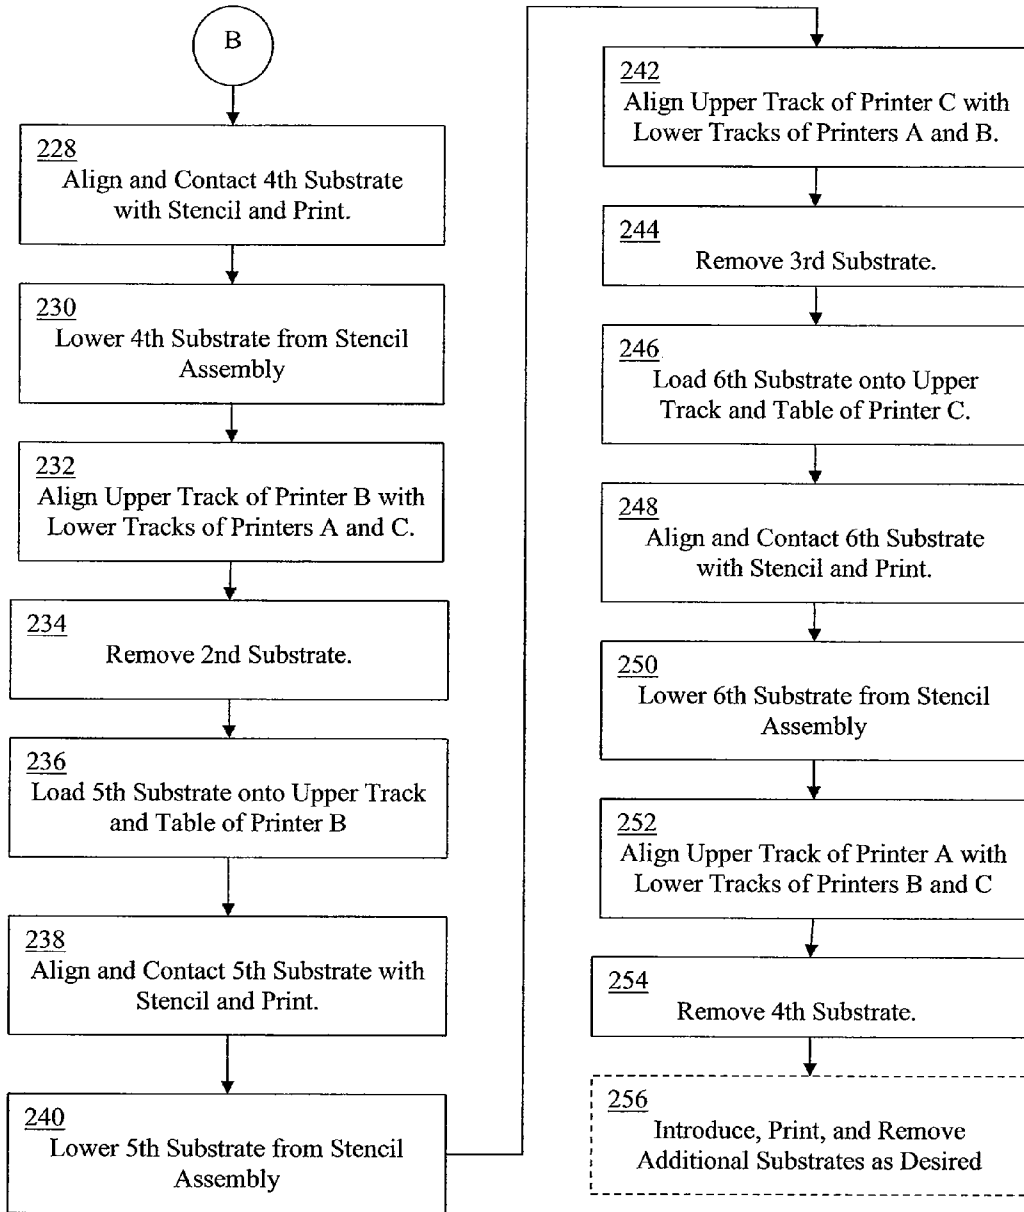 B
228
Align and Contact 4th Substrate
with Stencil and Print.
230
Lower 4th Substrate from Stencil
Assembly
232
Align Upper Track of Printer B with
Lower Tracks of Printers A and C.
234
Remove 2nd Substrate.
236
Load 5th Substrate onto Upper Track
and Table of Printer B
238
Align and Contact 5th Substrate with
Stencil and Print.
240
Lower 5th Substrate from Stencil
Assembly
242
Align Upper Track of Printer C with
Lower Tracks of Printers A and B.
244
Remove 3rd Substrate.
246
Load 6th Substrate onto Upper
Track and Table of Printer C.
248
Align and Contact 6th Substrate
with Stencil and Print.
250
Lower 6th Substrate from Stencil
Assembly
252
Align Upper Track of Printer A with
Lower Tracks of Printers B and C
254
Remove 4th Substrate.
256
Introduce, Print, and Remove
Additional Substrates as Desired